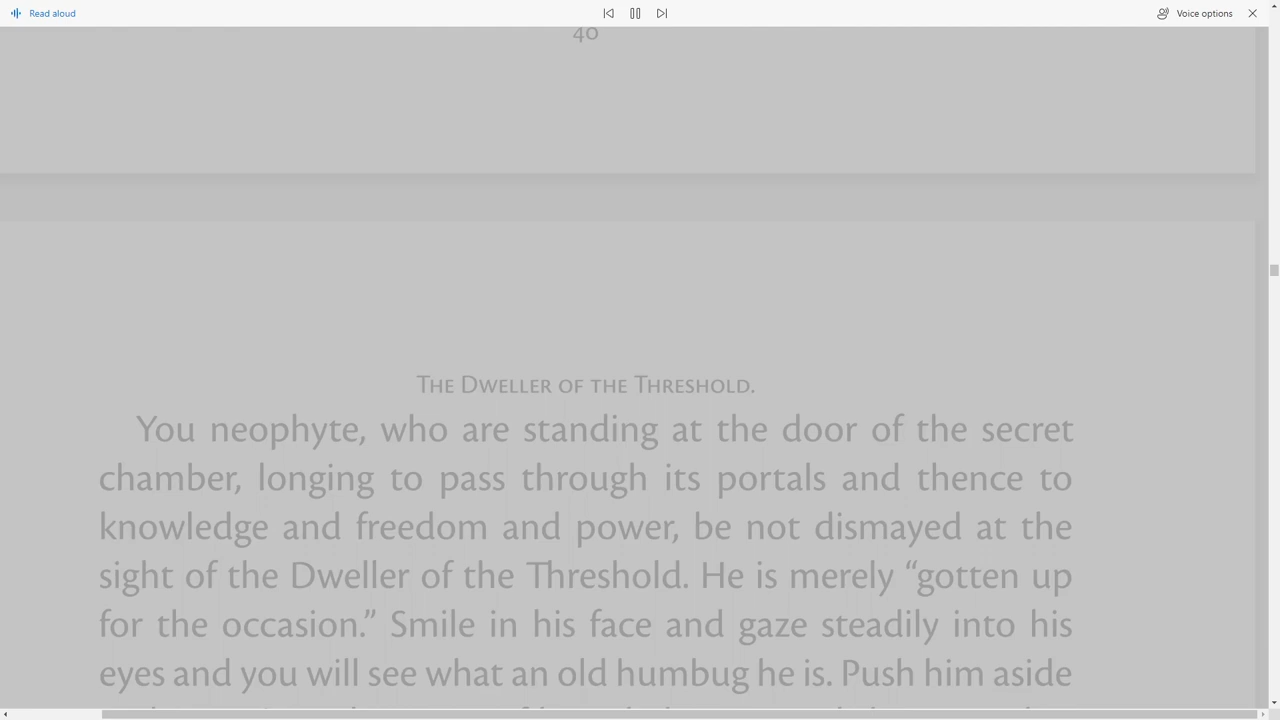 Read aloud
Voice options
40
The Dweller of the Threshold.
You neophyte, who are standing at the door of the secret
chamber, longing to pass through its portals and thence to
knowledge and freedom and power, be not dismayed at the
sight of the Dweller of the Threshold. He is merely “gotten up
for the occasion.” Smile in his face and gaze steadily into his
eyes and you will see what an old humbug he is. Push him aside